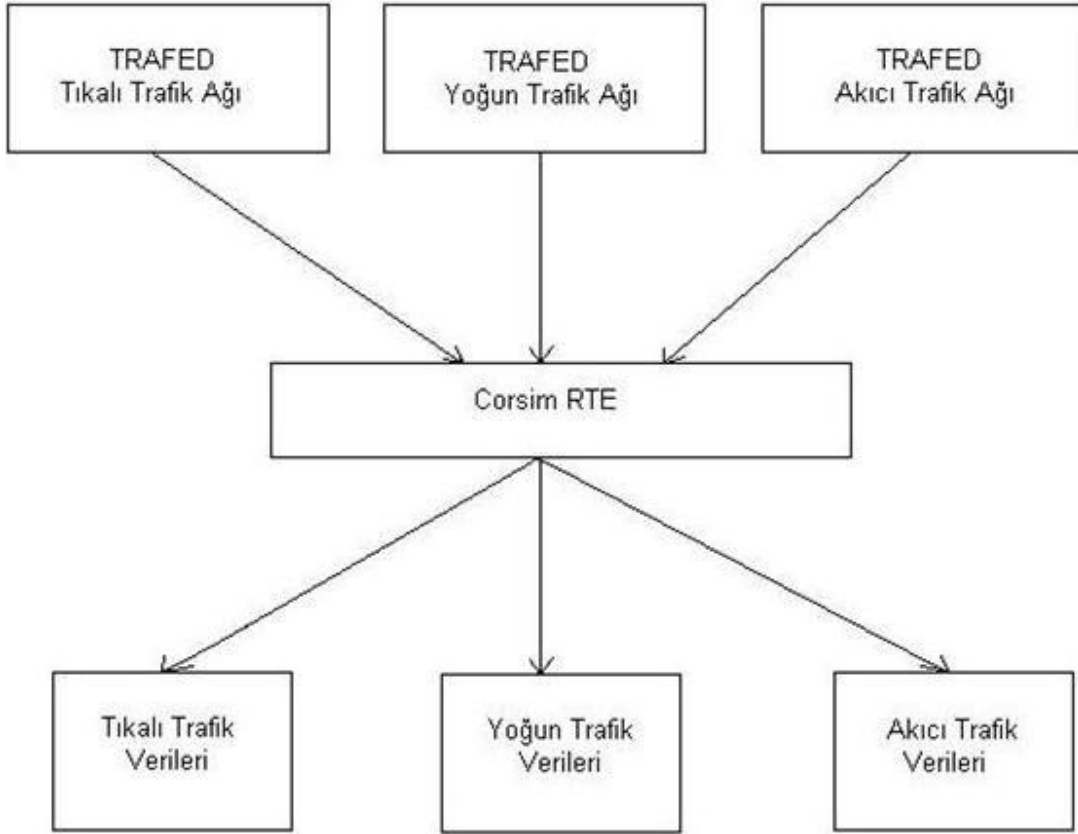 TRAFED
Tıkalı Trafik Ağı
TRAFED
Yoğun Trafik Ağı
TRAFED
Akıcı Trafik Ağı
Corsim RTE
Tıkalı Trafik
Verileri
Yoğun Trafik
Verileri
Akıcı Trafik
Verileri